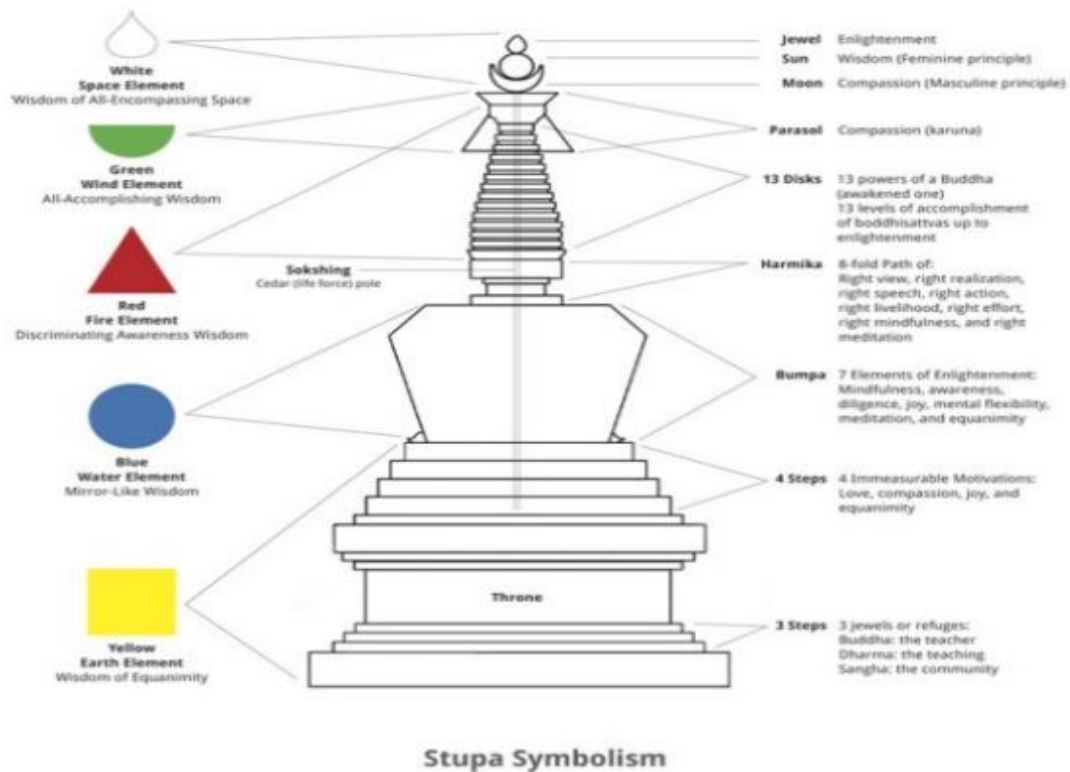 White
Space Element
'Wisdom of All-Encompassing Space
Green
Wind Element
All-Accomplishing Wisdom
Red
Fire Element
Discriminating Awareness Wisdom
Blue
Water Element
Mirror-Like Wisdom
Yellow
Earth Element
Wisdom of Equanimity
Sokshing
Cedar (life force) pole
Throne
Jewel Enlightenment
Sun Wisdom (Feminine principle)
Moon Compassion (Masculine principle)
Parasol Compassion (karuna)
13 Disks 13 powers of a Buddha
(awakened one)
13 levels of accomplishment
of boddhisattvas up to
enlightenment
Harmika 8-fold Path of:
Right view, right realization,
right speech, right action,
right livelihood, right effort,
right mindfulness, and right
meditation
Bumpa 7 Elements of Enlightenment:
Mindfulness, awareness,
diligence, joy, mental flexibility,
meditation, and equanimity
4 Steps 4 Immeasurable Motivations:
Love, compassion, joy, and
equanimity
3 Steps 3 jewels or refuges:
Buddha: the teacher
Dharma: the teaching
Sangha: the community
Stupa Symbolism